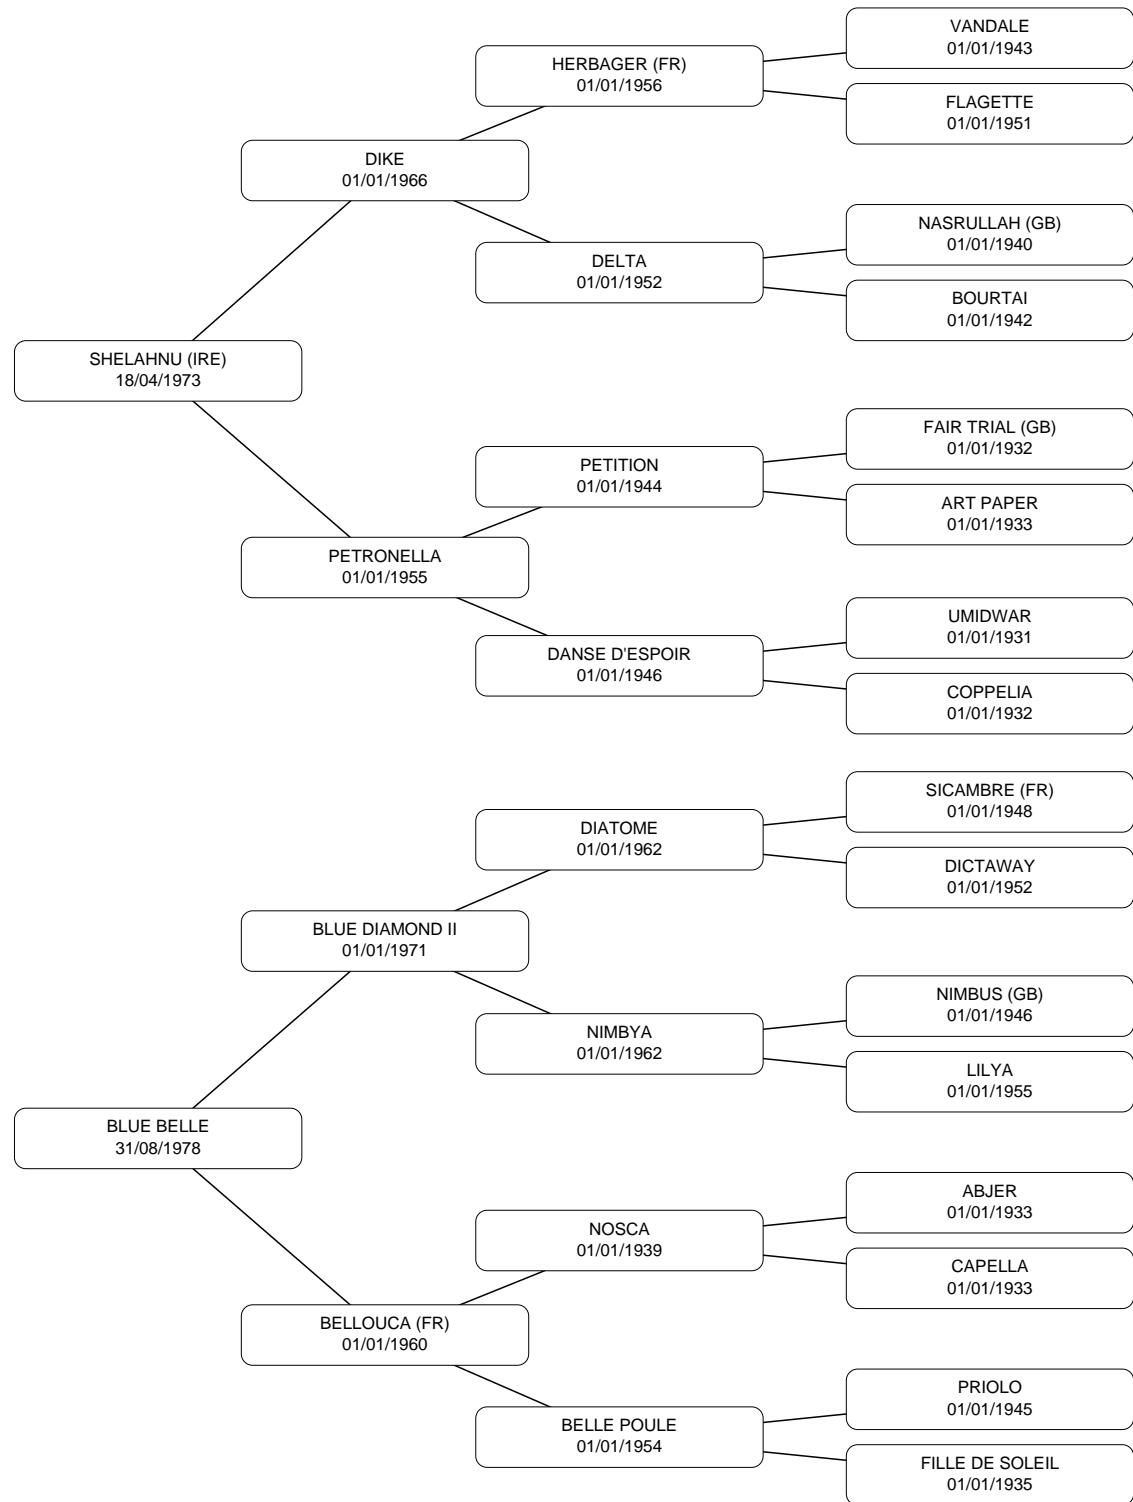 VANDALE
01/01/1943
HERBAGER (FR)
01/01/1956
FLAGETTE
01/01/1951
DIKE
01/01/1966
NASRULLAH (GB)
01/01/1940
DELTA
01/01/1952
BOURTAI
01/01/1942
SHELAHNU (IRE)
18/04/1973
FAIR TRIAL (GB)
01/01/1932
PETITION
01/01/1944
ART PAPER
01/01/1933
PETRONELLA
01/01/1955
UMIDWAR
01/01/1931
DANSE D'ESPOIR
01/01/1946
COPPELIA
01/01/1932
SICAMBRE (FR)
01/01/1948
DIATOME
01/01/1962
DICTAWAY
01/01/1952
BLUE DIAMOND II
01/01/1971
NIMBUS (GB)
01/01/1946
NIMBYA
01/01/1962
LILYA
01/01/1955
BLUE BELLE
31/08/1978
ABJER
01/01/1933
NOSCA
01/01/1939
CAPELLA
01/01/1933
BELLOUCA (FR)
01/01/1960
PRIOLO
01/01/1945
BELLE POULE
01/01/1954
FILLE DE SOLEIL
01/01/1935